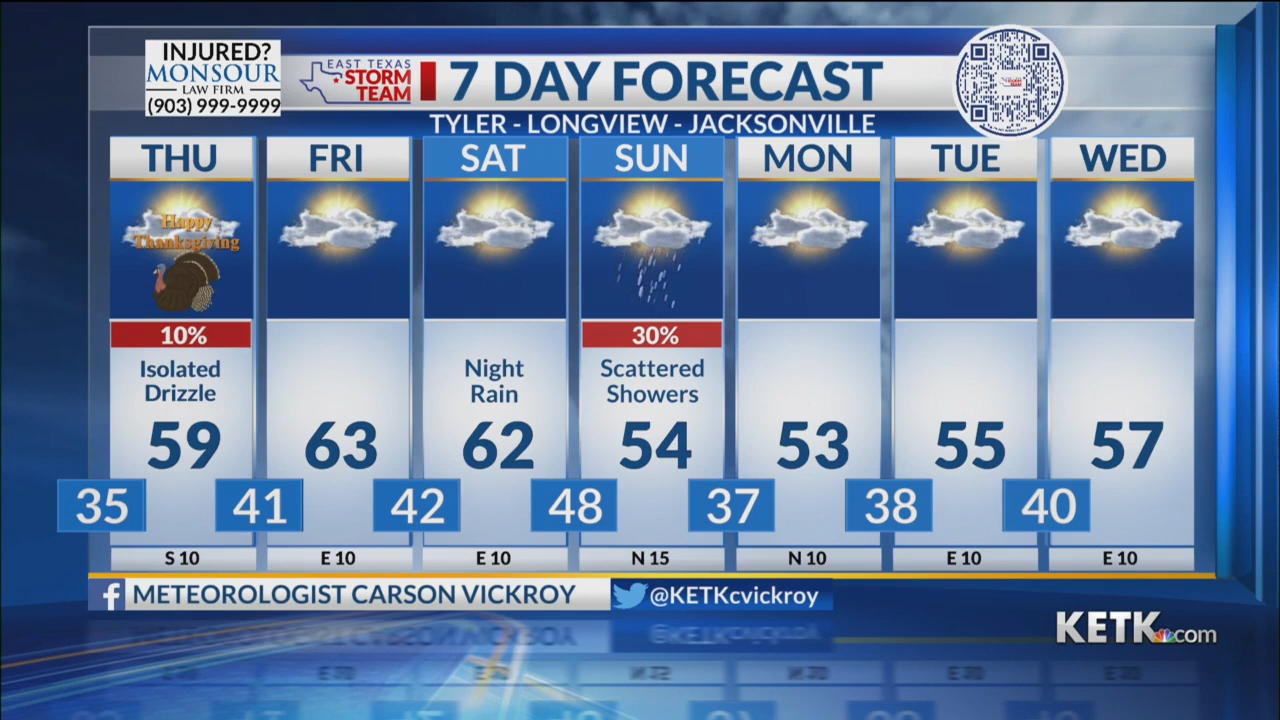 INJURED?
MONSOUR
LAW FIRM
(903) 999-9999
EAST TEXAS
STORM
TEAM
7 DAY FORECAST
TYLER - LONGVIEW - JACKSONVILLE
THU FRI SAT SUN MON TUE WED
Happy
Thanksgiving
10% 30%
Isolated Night Scattered
Drizzle Rain Showers
59 63 62 54 53 55 57
35 41 42 48 37 38 40
S 10 E 10 E 10 N 15 N 10 E 10 E 10
f METEOROLOGIST CARSON VICKROY @KETKcvickroy
KETK.com